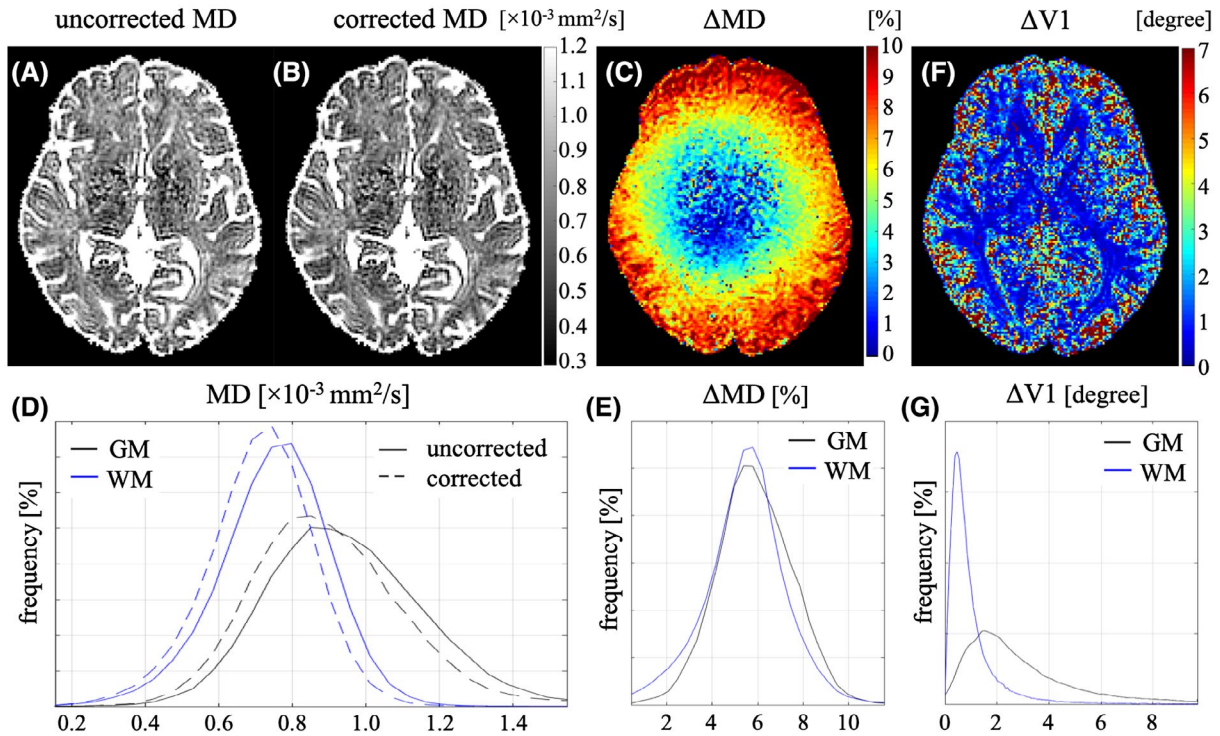 uncorrected MD
corrected MD [×10-3 mm2/s]
ΔMD
[%]
ΔV1
[degree]
(A)
(B)
(C)
(F)
1.2
1.1
1.0
0.9
0.8
0.7
0.6
0.5
0.4
0.3
10
9
8
7
6
5
4
3
2
1
0
7
6
5
4
3
2
1
0
(D)
MD [×10-3 mm2/s]
GM
WM
uncorrected
corrected
frequency [%]
0.2 0.4 0.6 0.8 1.0 1.2 1.4
(E)
ΔMD [%]
GM
WM
frequency [%]
2 4 6 8 10
(G)
ΔV1 [degree]
GM
WM
frequency [%]
0 2 4 6 8